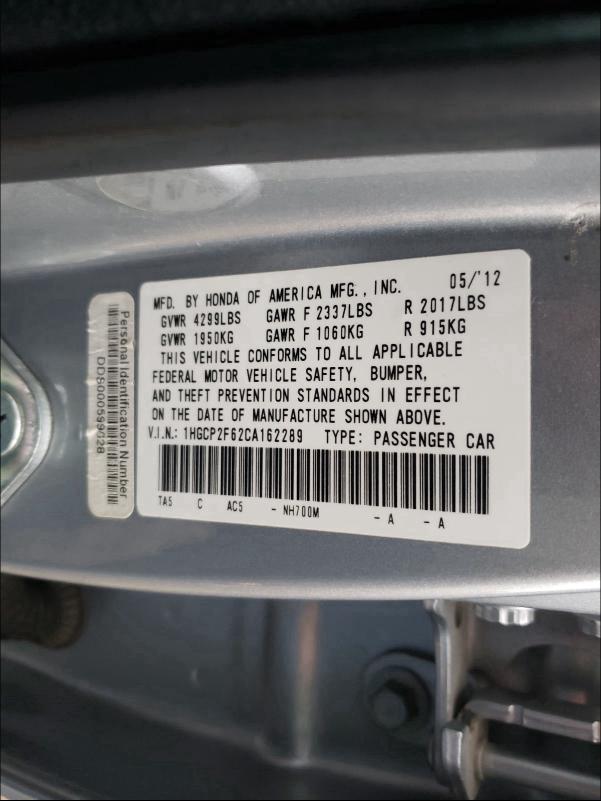 MFD. BY HONDA OF AMERICA MFG., INC. 05/'12
GVWR 4299LBS GAWR F 2337LBS R 2017LBS
GVWR 1950KG GAWR F 1060KG R 915KG
THIS VEHICLE CONFORMS TO ALL APPLICABLE
FEDERAL MOTOR VEHICLE SAFETY, BUMPER,
AND THEFT PREVENTION STANDARDS IN EFFECT
ON THE DATE OF MANUFACTURE SHOWN ABOVE.
V.I.N.: 1HGCP2F62CA162289 TYPE: PASSENGER CAR
TA5 C AC5 - NH700M - A - A
Personal Identification Number